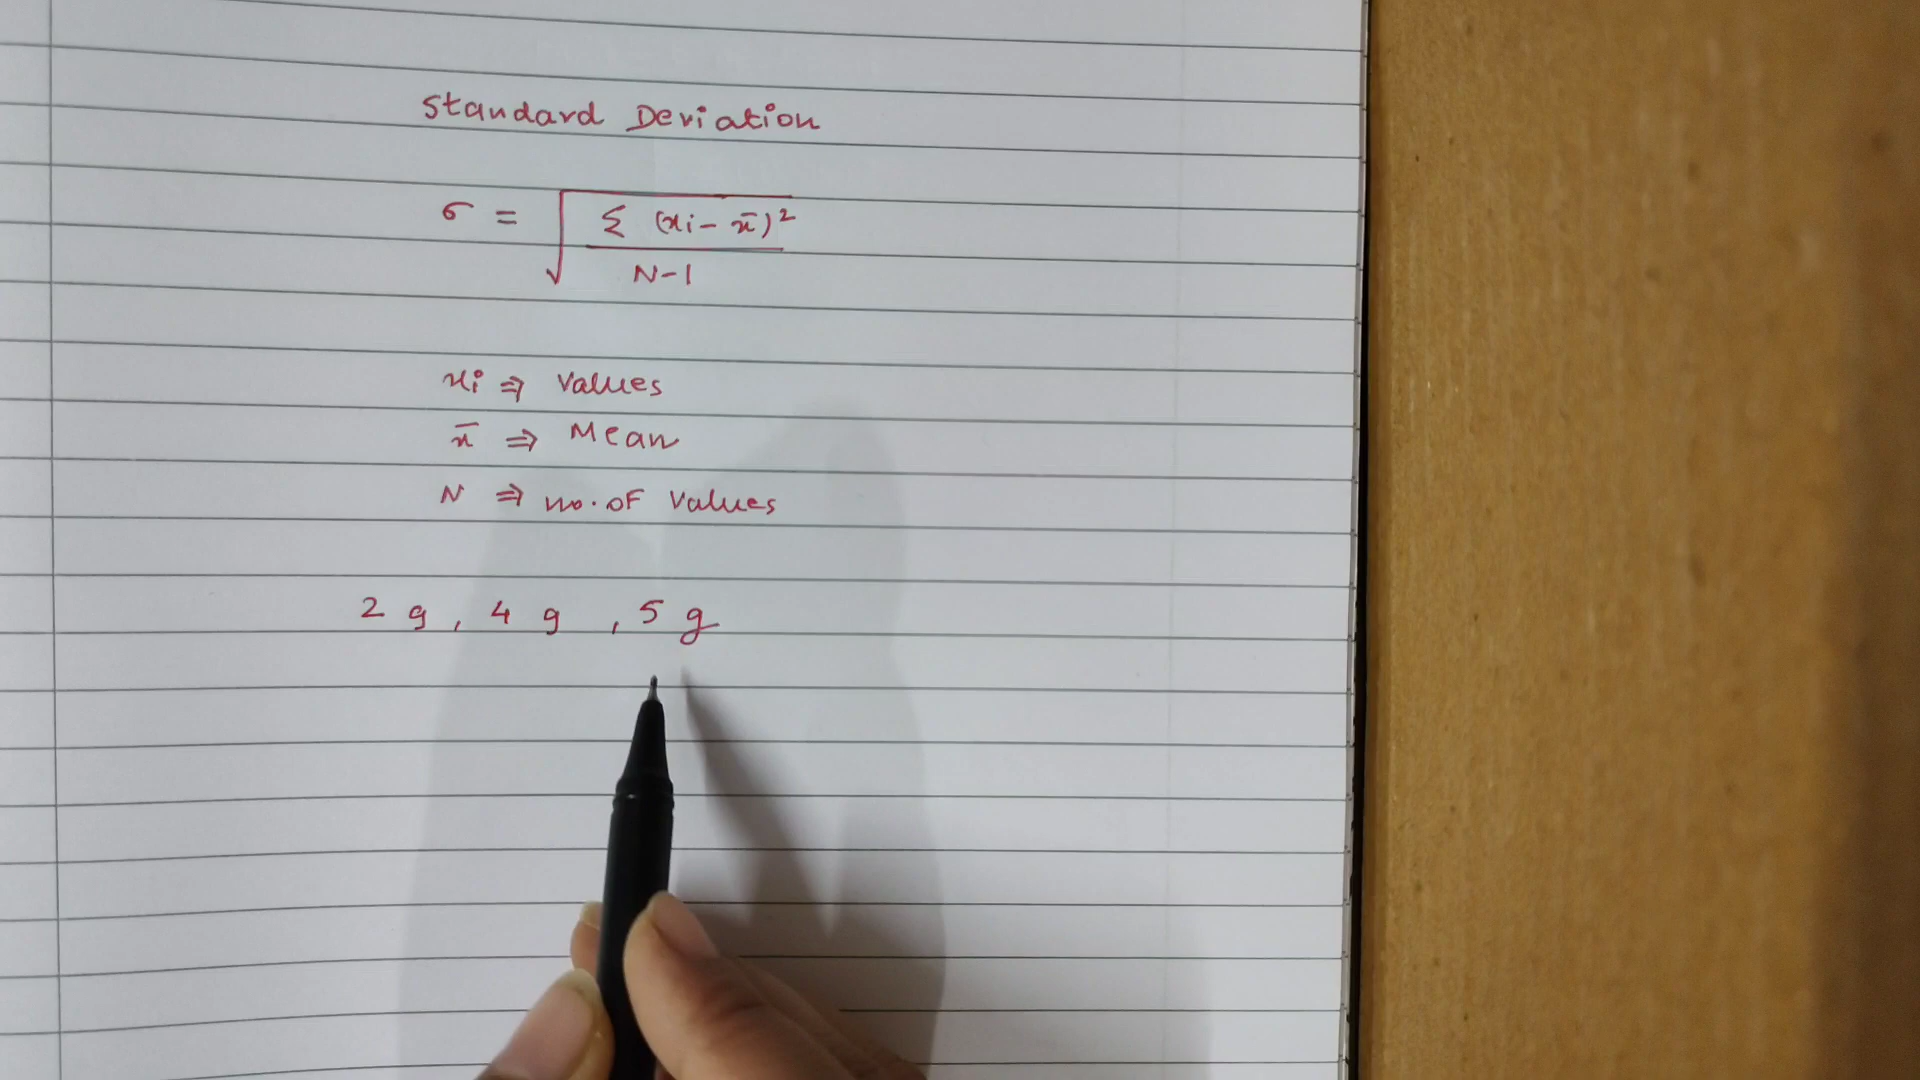 Standard Deviation
σ = √(Σ (xi - x̄)² / N-1)
xi ⇒ values
x̄ ⇒ Mean
N ⇒ no. of values
2 g, 4 g, 5 g